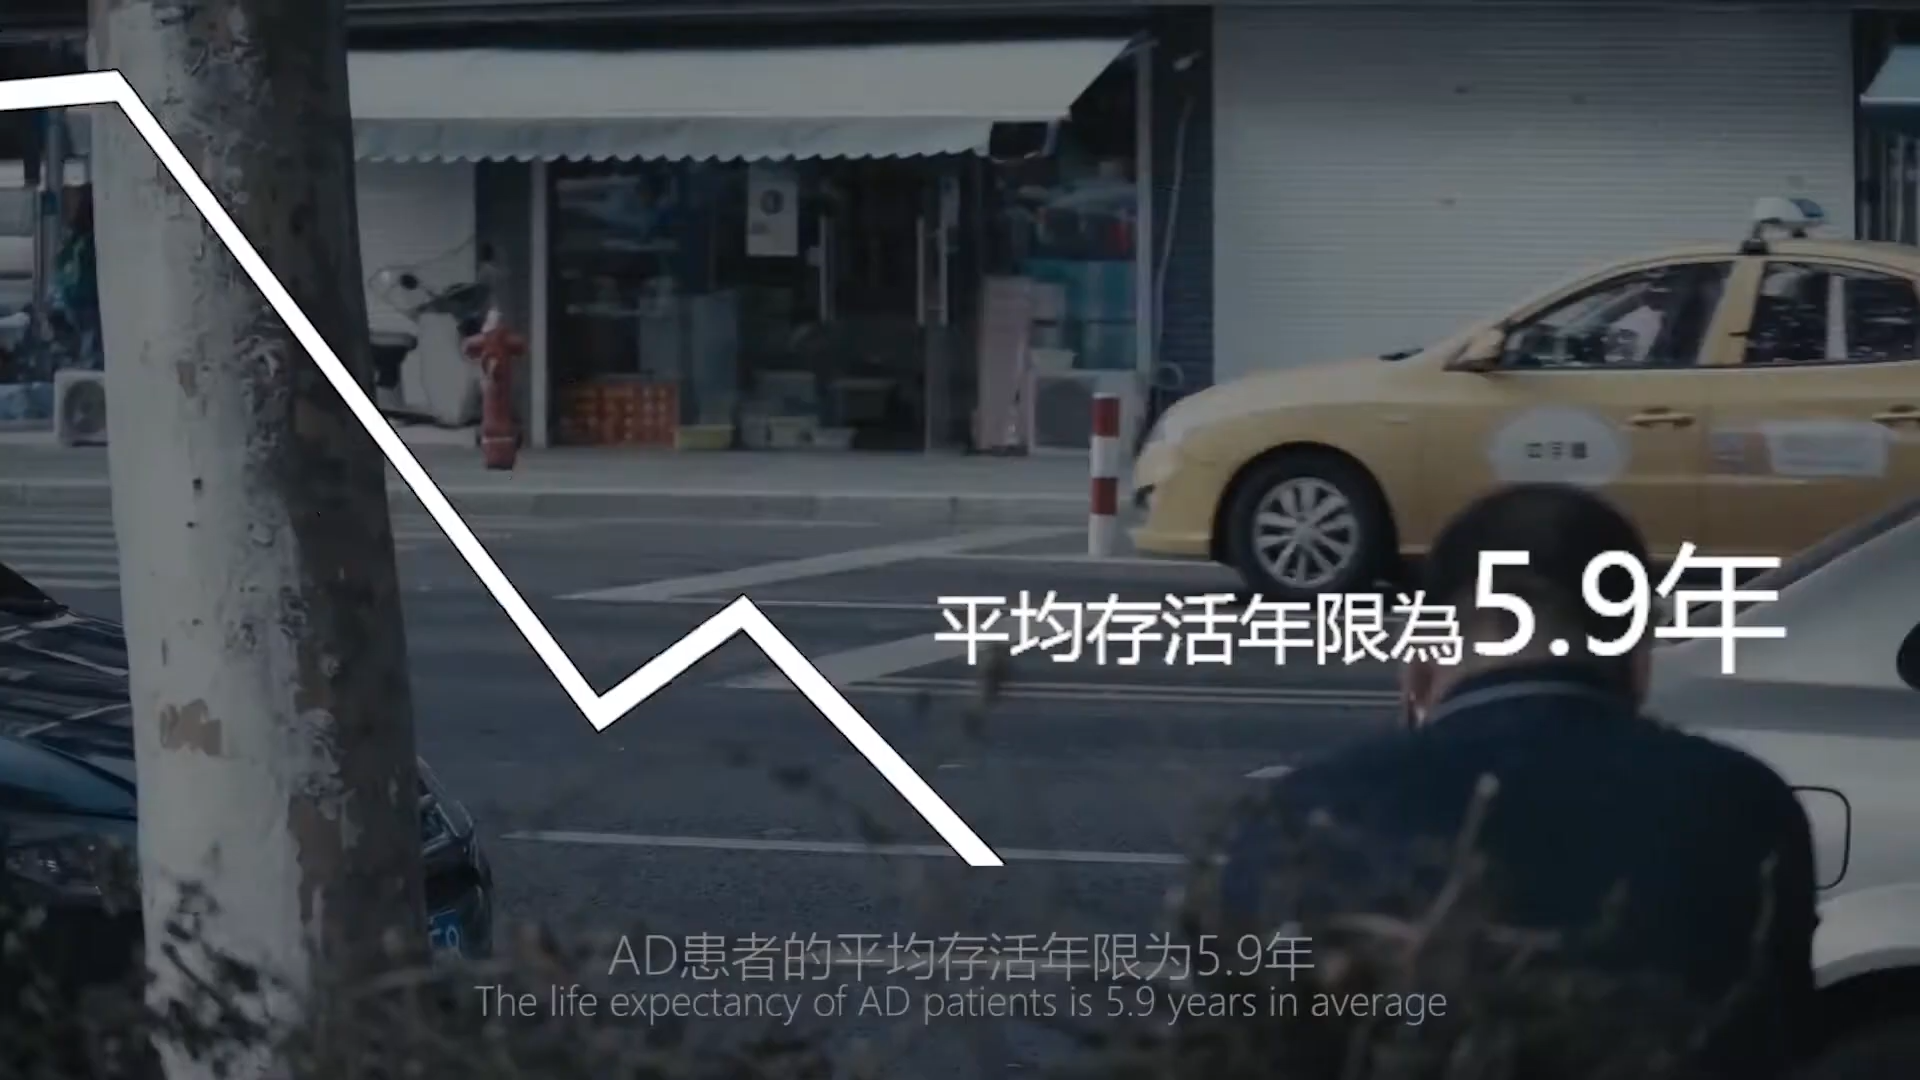 平均存活年限為5.9年
AD患者的平均存活年限为5.9年
The life expectancy of AD patients is 5.9 years in average